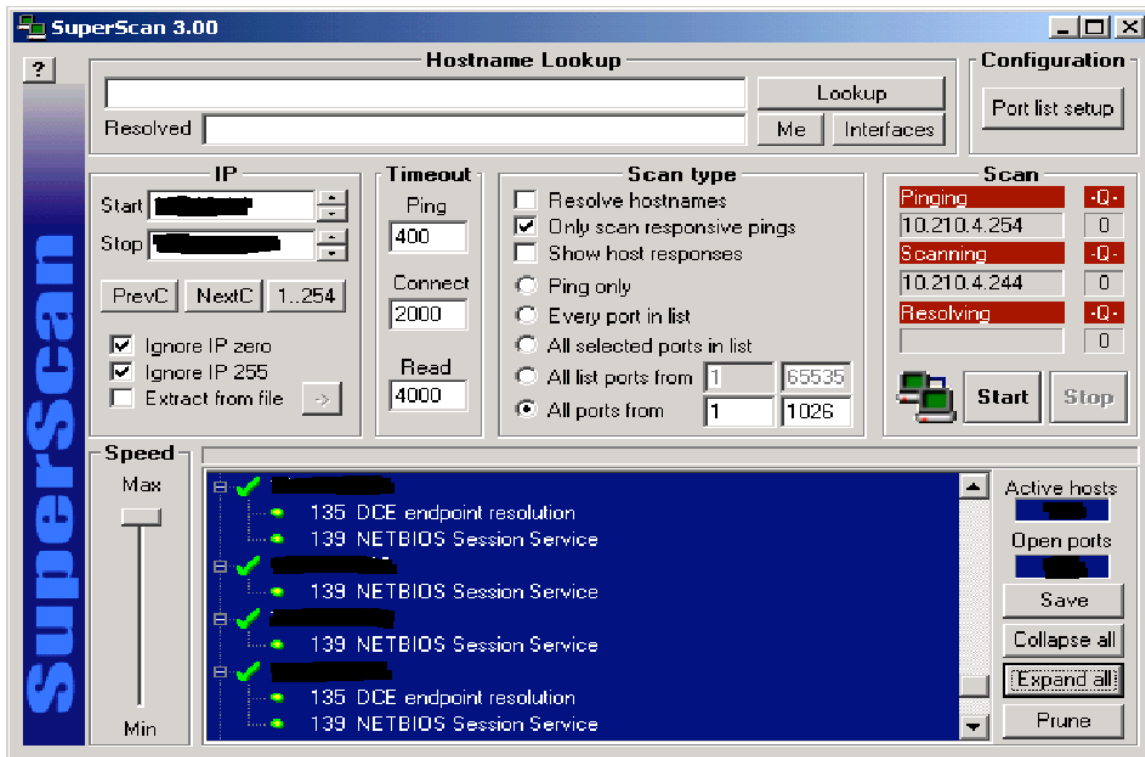 SuperScan 3.00
?
SuperScan
Hostname Lookup
Lookup
Resolved
Me
Interfaces
Configuration
Port list setup
IP
Start
Stop
PrevC
NextC
1..254
Ignore IP zero
Ignore IP 255
Extract from file
->
Timeout
Ping
400
Connect
2000
Read
4000
Scan type
Resolve hostnames
Only scan responsive pings
Show host responses
Ping only
Every port in list
All selected ports in list
All list ports from 1 65535
All ports from 1 1026
Scan
Pinging -Q-
10.210.4.254 0
Scanning -Q-
10.210.4.244 0
Resolving -Q-
0
Start
Stop
Speed
Max
Min
135 DCE endpoint resolution
139 NETBIOS Session Service
139 NETBIOS Session Service
139 NETBIOS Session Service
135 DCE endpoint resolution
139 NETBIOS Session Service
Active hosts
Open ports
Save
Collapse all
Expand all
Prune